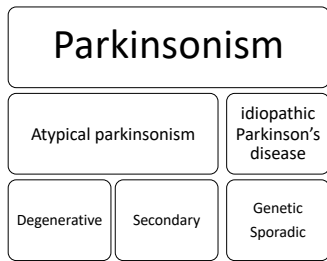 Parkinsonism
Atypical parkinsonism
idiopathic
Parkinson's
disease
Degenerative
Secondary
Genetic
Sporadic